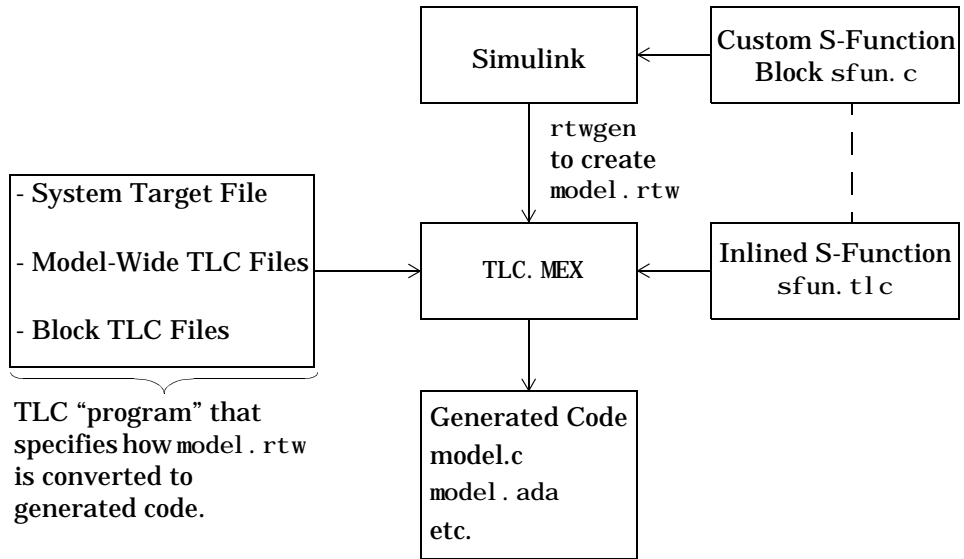 Simulink
Custom S-Function
Block sfun.c
rtwgen
to create
model.rtw
- System Target File
- Model-Wide TLC Files
- Block TLC Files
TLC.MEX
Inlined S-Function
sfun.tlc
TLC “program” that
specifies how model.rtw
is converted to
generated code.
Generated Code
model.c
model.ada
etc.